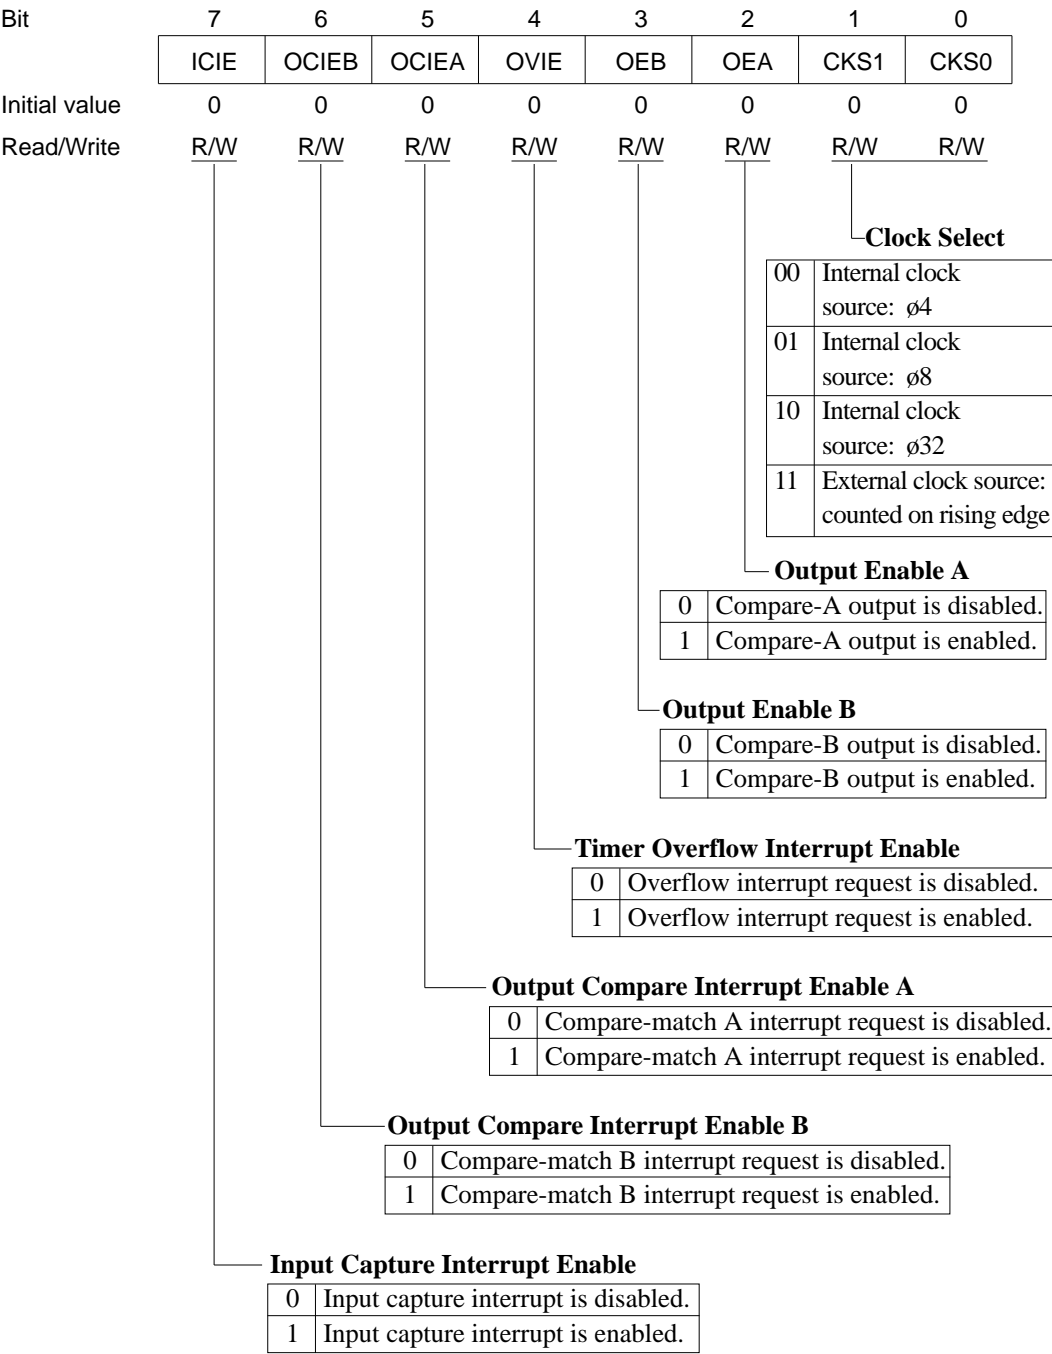 Bit 7 6 5 4 3 2 1 0
ICIE OCIEB OCIEA OVIE OEB OEA CKS1 CKS0
Initial value 0 0 0 0 0 0 0 0
Read/Write R/W R/W R/W R/W R/W R/W R/W R/W
Clock Select
00 Internal clock
source: ø4
01 Internal clock
source: ø8
10 Internal clock
source: ø32
11 External clock source:
counted on rising edge
Output Enable A
0 Compare-A output is disabled.
1 Compare-A output is enabled.
Output Enable B
0 Compare-B output is disabled.
1 Compare-B output is enabled.
Timer Overflow Interrupt Enable
0 Overflow interrupt request is disabled.
1 Overflow interrupt request is enabled.
Output Compare Interrupt Enable A
0 Compare-match A interrupt request is disabled.
1 Compare-match A interrupt request is enabled.
Output Compare Interrupt Enable B
0 Compare-match B interrupt request is disabled.
1 Compare-match B interrupt request is enabled.
Input Capture Interrupt Enable
0 Input capture interrupt is disabled.
1 Input capture interrupt is enabled.